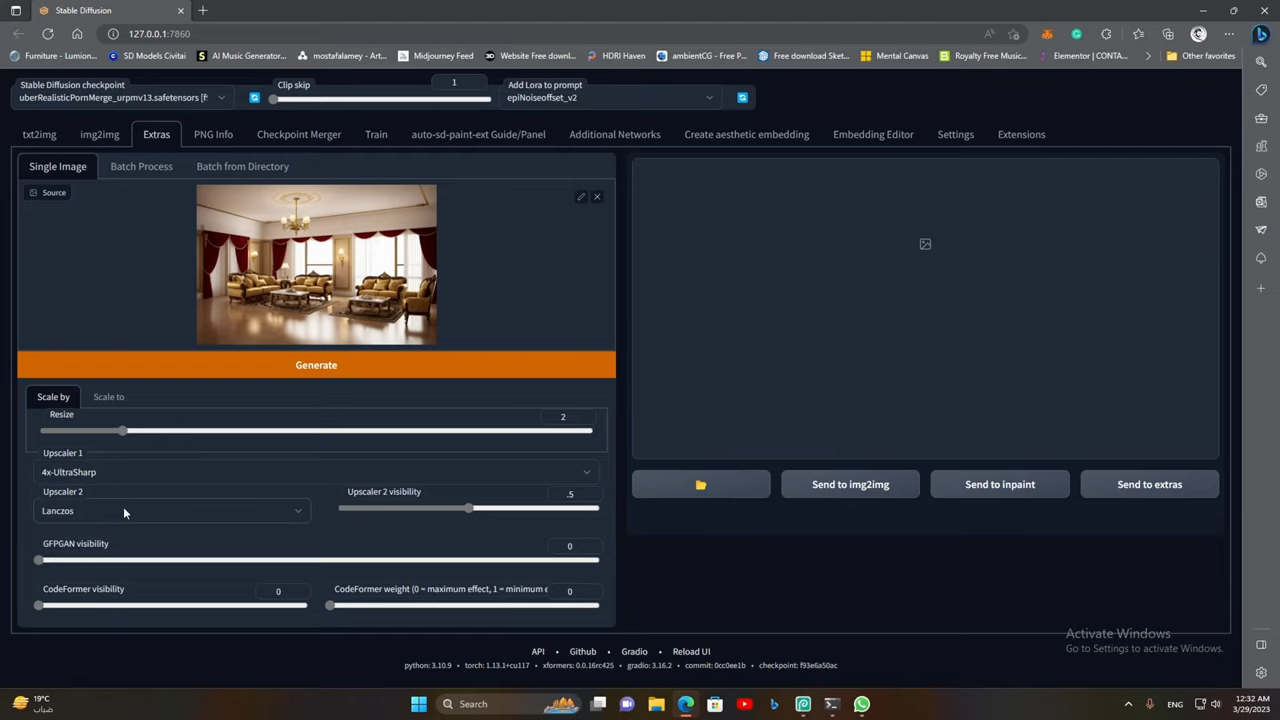 Stable Diffusion
127.0.0.1:7860
Furniture - Lumion...
SD Models Civitai
AI Music Generator...
mostafalamey - Art...
Midjourney Feed
Website Free downl...
HDRI Haven
ambientCG - Free P...
Free download Sket...
Mental Canvas
Royalty Free Music...
Elementor | CONTA...
Other favorites
Stable Diffusion checkpoint
uberRealisticPornMerge_urpmv13.safetensors [f
Clip skip
1
Add Lora to prompt
epiNoiseoffset_v2
txt2img
img2img
Extras
PNG Info
Checkpoint Merger
Train
auto-sd-paint-ext Guide/Panel
Additional Networks
Create aesthetic embedding
Embedding Editor
Settings
Extensions
Single Image
Batch Process
Batch from Directory
Source
Generate
Scale by
Scale to
Resize
2
Upscaler 1
4x-UltraSharp
Upscaler 2
Lanczos
Upscaler 2 visibility
.5
GFPGAN visibility
0
CodeFormer visibility
0
CodeFormer weight (0 = maximum effect, 1 = minimum e
0
Send to img2img
Send to inpaint
Send to extras
Activate Windows
Go to Settings to activate Windows.
API • Github • Gradio • Reload UI
python: 3.10.9 • torch: 1.13.1+cu117 • xformers: 0.0.16rc425 • gradio: 3.16.2 • commit: 0cc0ee1b • checkpoint: f93e6a50ac
19°C
ضباب
Search
ENG
12:32 AM
3/29/2023